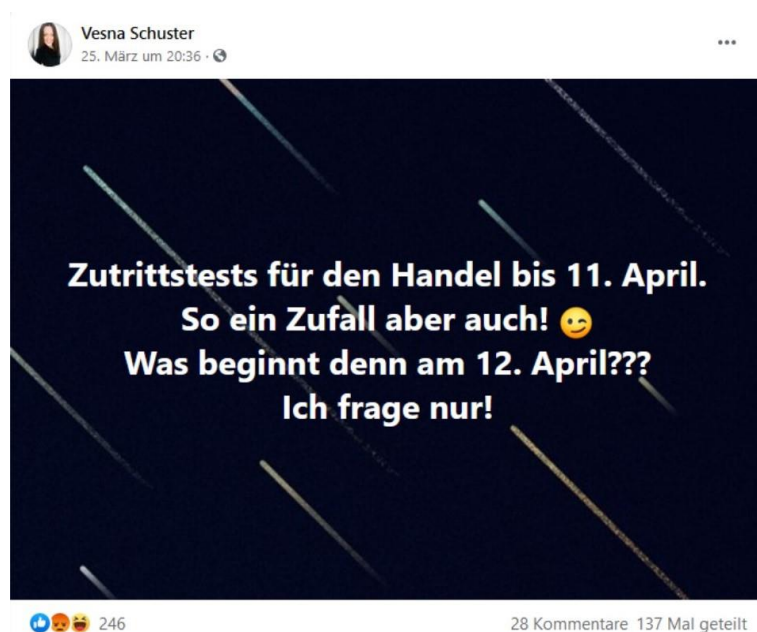 Vesna Schuster
25. März um 20:36 ·
Zutrittstests für den Handel bis 11. April.
So ein Zufall aber auch! 😉
Was beginnt denn am 12. April???
Ich frage nur!
246
28 Kommentare 137 Mal geteilt